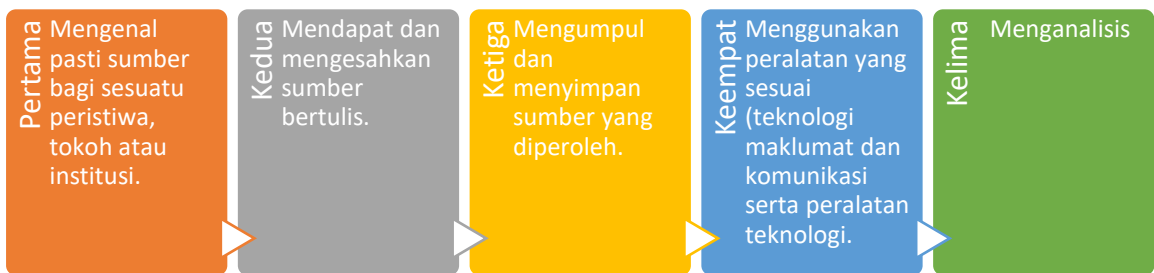 Pertama
Mengenal
pasti sumber
bagi sesuatu
peristiwa,
tokoh atau
institusi.
Kedua
Mendapat dan
mengesahkan
sumber
bertulis.
Ketiga
Mengumpul
dan
menyimpan
sumber yang
diperoleh.
Keempat
Menggunakan
peralatan yang
sesuai
(teknologi
maklumat dan
komunikasi
serta peralatan
teknologi.
Kelima
Menganalisis